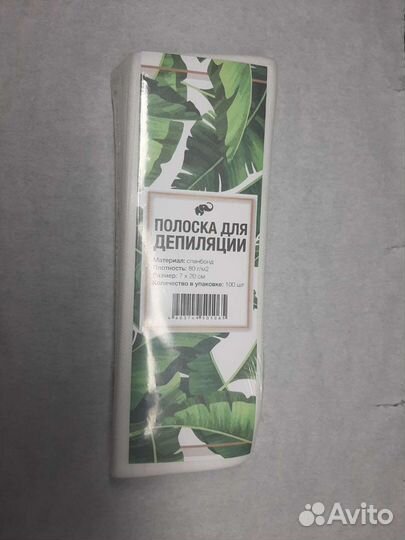 ПОЛОСКА ДЛЯ
ДЕПИЛЯЦИИ
Материал: спанбонд
Плотность: 80 г/м2
Размер: 7 х 20 см
Количество в упаковке: 100 шт
Avito